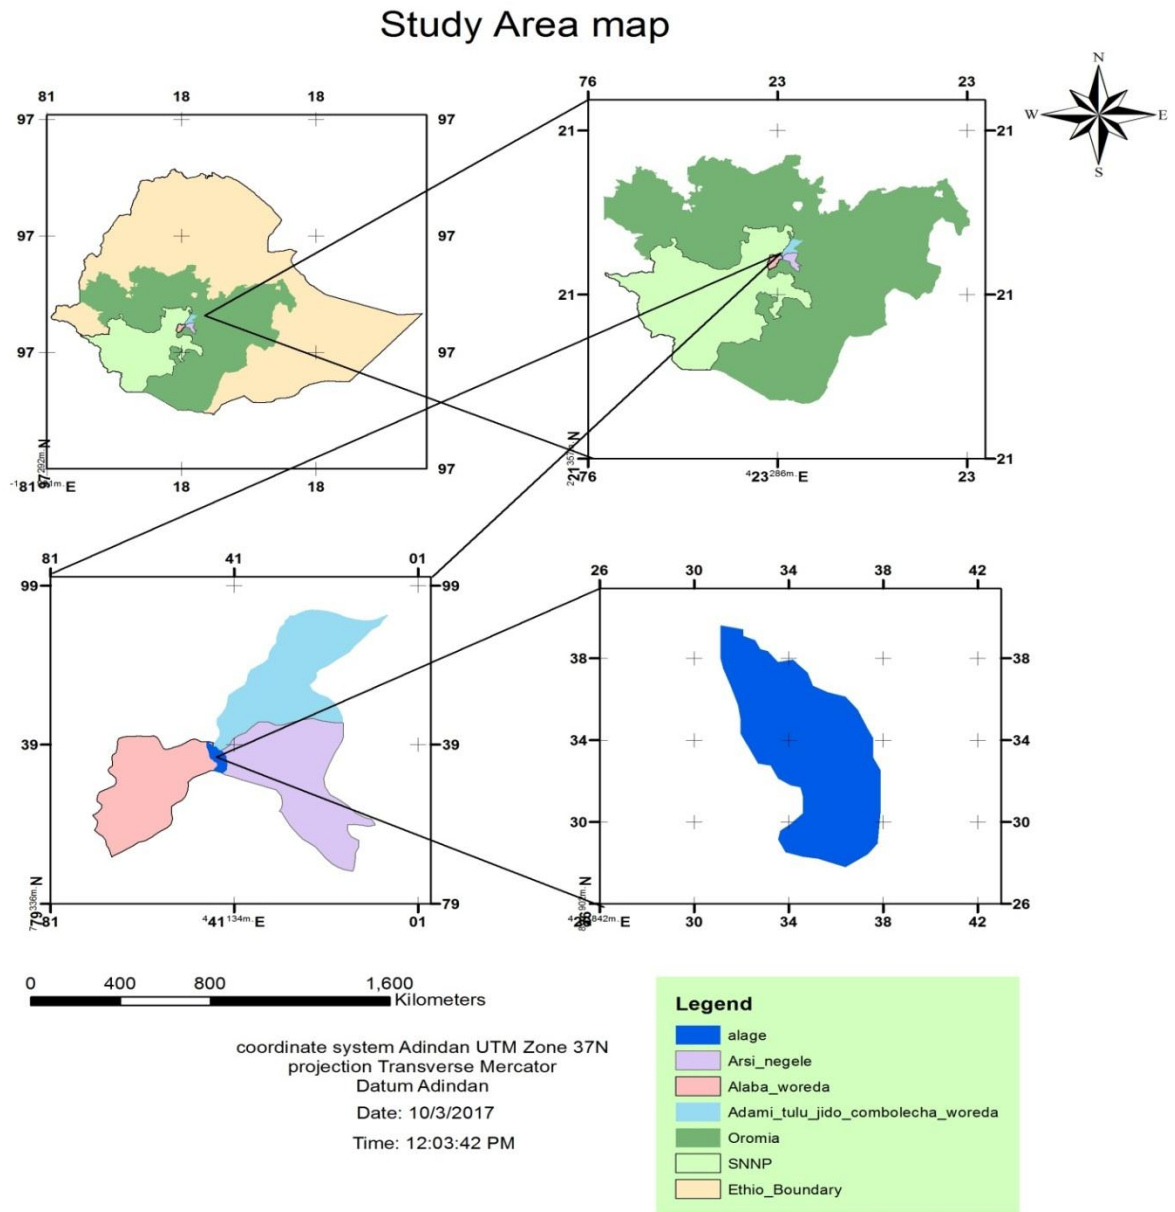 Study Area map
81 18 18
97 97
97 97
97 97
97
18 18
76 23 23
21 21
21 21
21
76 23 23
N
W E
S
81 41 01
99 99
39 39
79 79
81 41 01
26 30 34 38 42
38 38
34 34
30 30
26
30 34 38 42
0 400 800 1,600
Kilometers
coordinate system Adindan UTM Zone 37N
projection Transverse Mercator
Datum Adindan
Date: 10/3/2017
Time: 12:03:42 PM
Legend
alage
Arsi_negele
Alaba_woreda
Adami_tulu_jido_combolecha_woreda
Oromia
SNNP
Ethio_Boundary